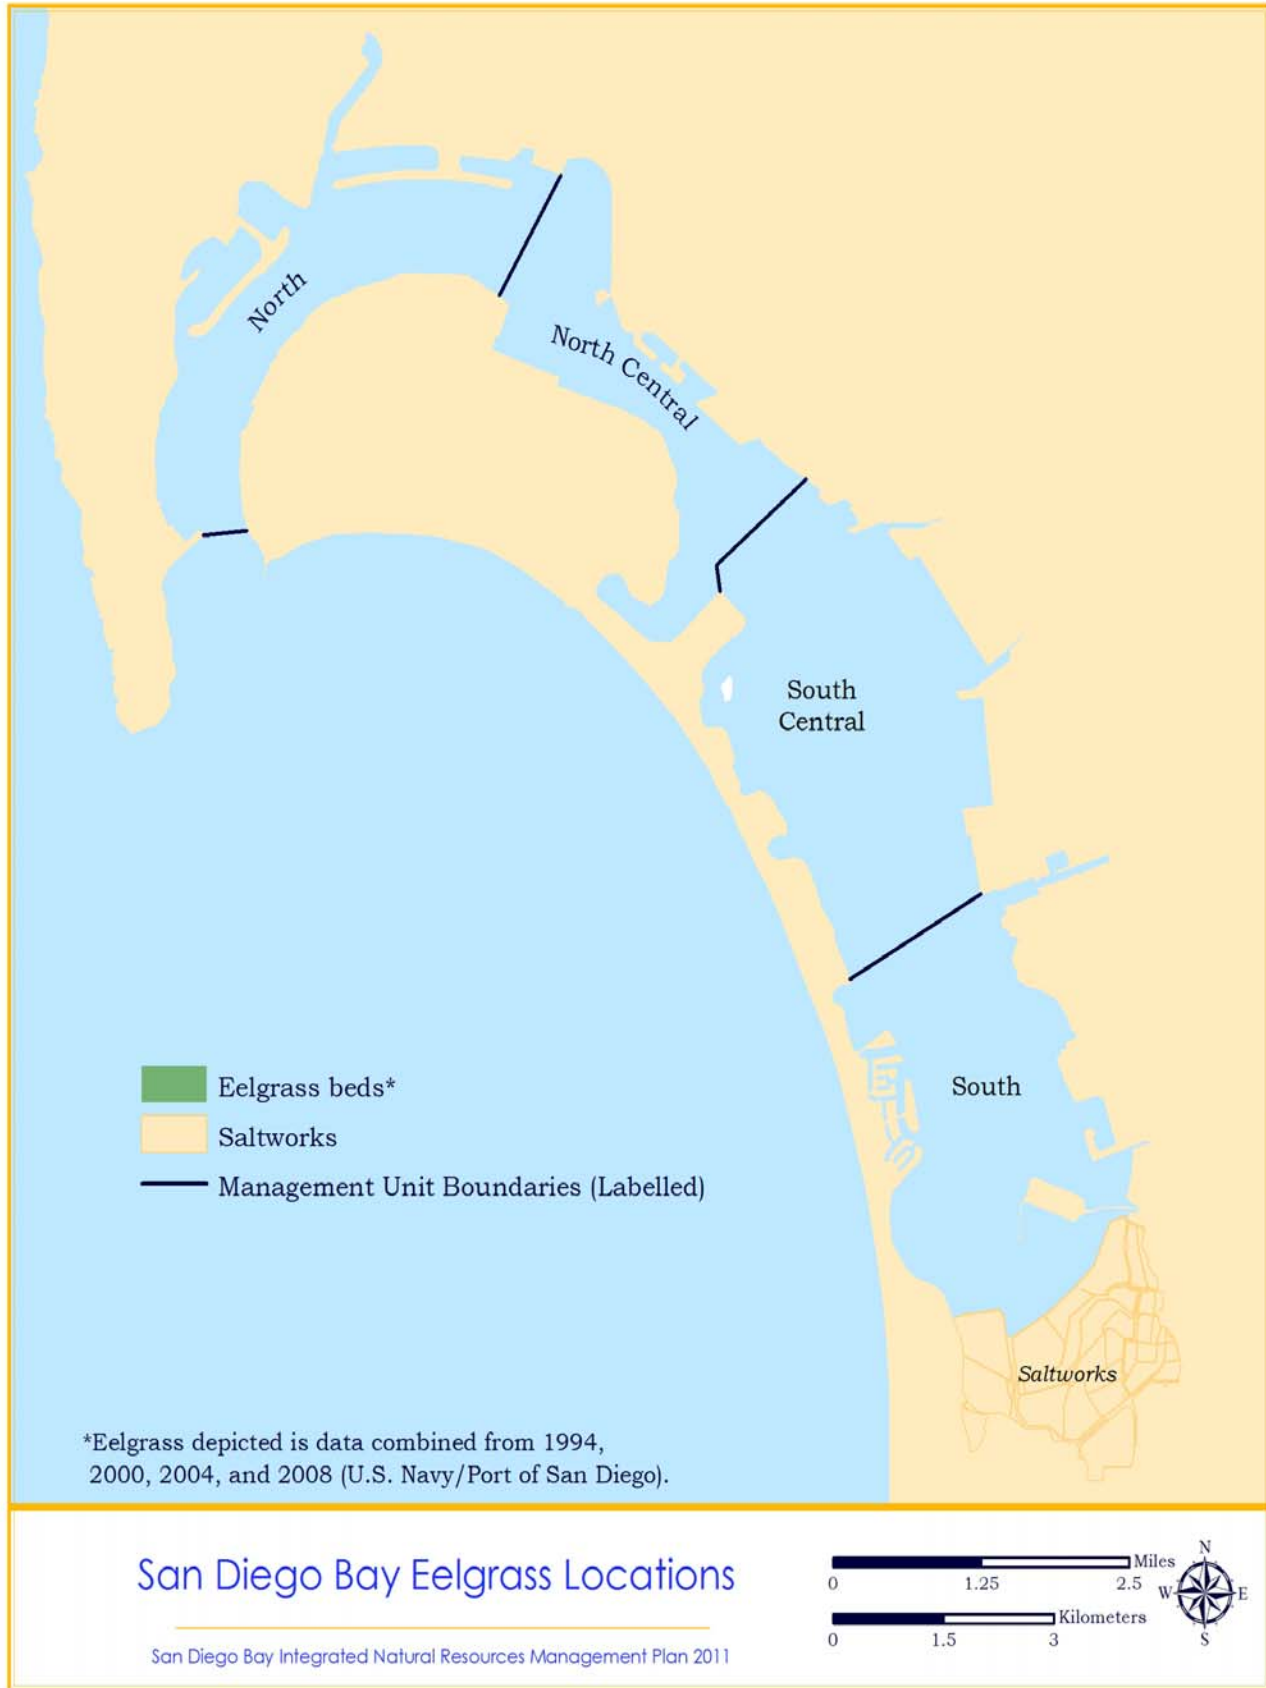 North
North Central
South
Central
South
Eelgrass beds*
Saltworks
Management Unit Boundaries (Labelled)
Saltworks
*Eelgrass depicted is data combined from 1994,
2000, 2004, and 2008 (U.S. Navy/Port of San Diego).
San Diego Bay Eelgrass Locations
San Diego Bay Integrated Natural Resources Management Plan 2011
Miles
0 1.25 2.5
Kilometers
0 1.5 3
N
W E
S